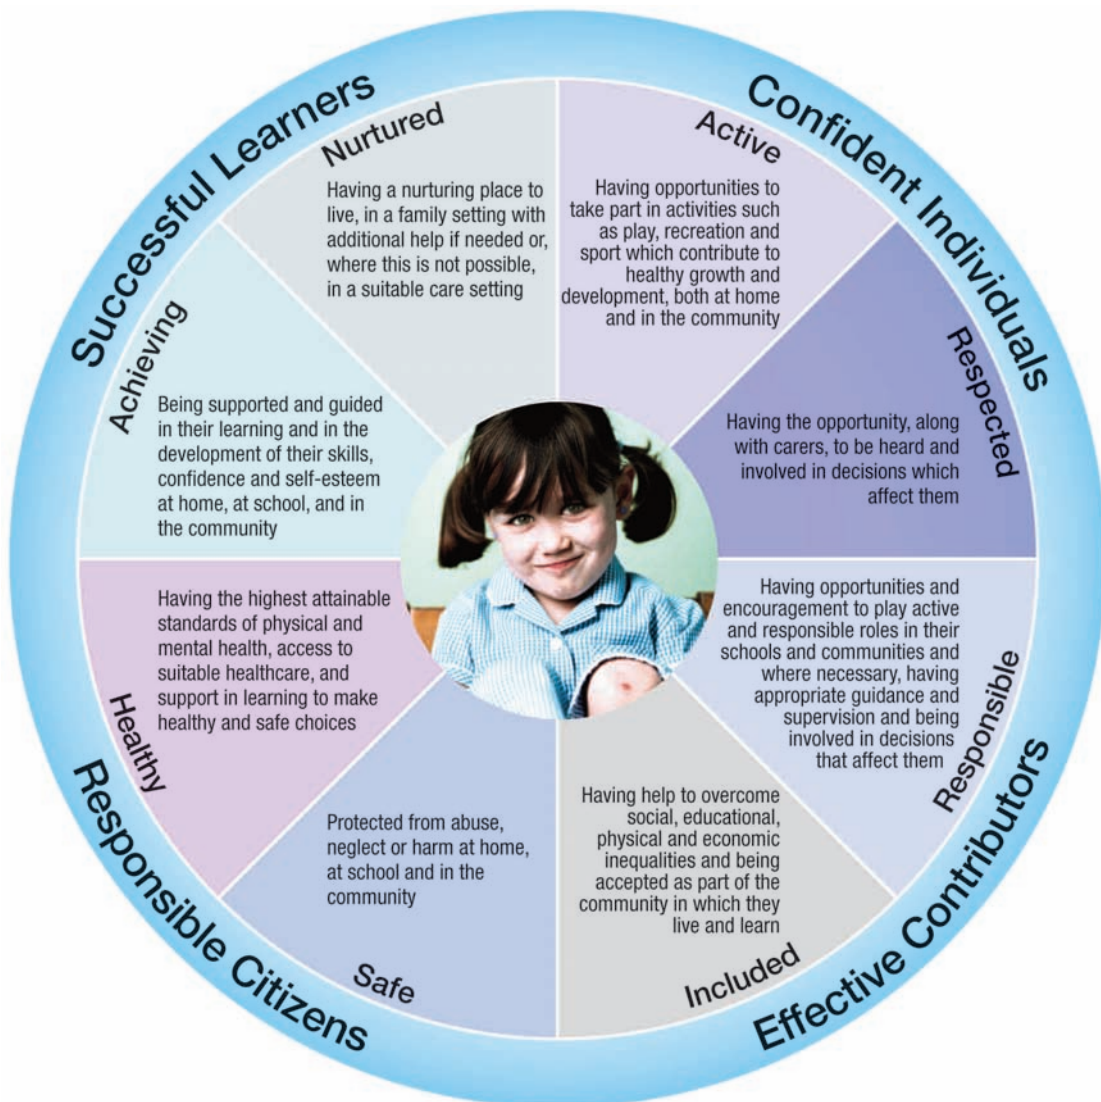 Successful Learners
Confident Individuals
Nurtured
Having a nurturing place to
live, in a family setting with
additional help if needed or,
where this is not possible,
in a suitable care setting
Active
Having opportunities to
take part in activities such
as play, recreation and
sport which contribute to
healthy growth and
development, both at home
and in the community
Achieving
Being supported and guided
in their learning and in the
development of their skills,
confidence and self-esteem
at home, at school, and in
the community
Respected
Having the opportunity, along
with carers, to be heard and
involved in decisions which
affect them
Healthy
Having the highest attainable
standards of physical and
mental health, access to
suitable healthcare, and
support in learning to make
healthy and safe choices
Responsible
Having opportunities and
encouragement to play active
and responsible roles in their
schools and communities and
where necessary, having
appropriate guidance and
supervision and being
involved in decisions
that affect them
Safe
Protected from abuse,
neglect or harm at home,
at school and in the
community
Included
Having help to overcome
social, educational,
physical and economic
inequalities and being
accepted as part of the
community in which they
live and learn
Responsible Citizens
Effective Contributors